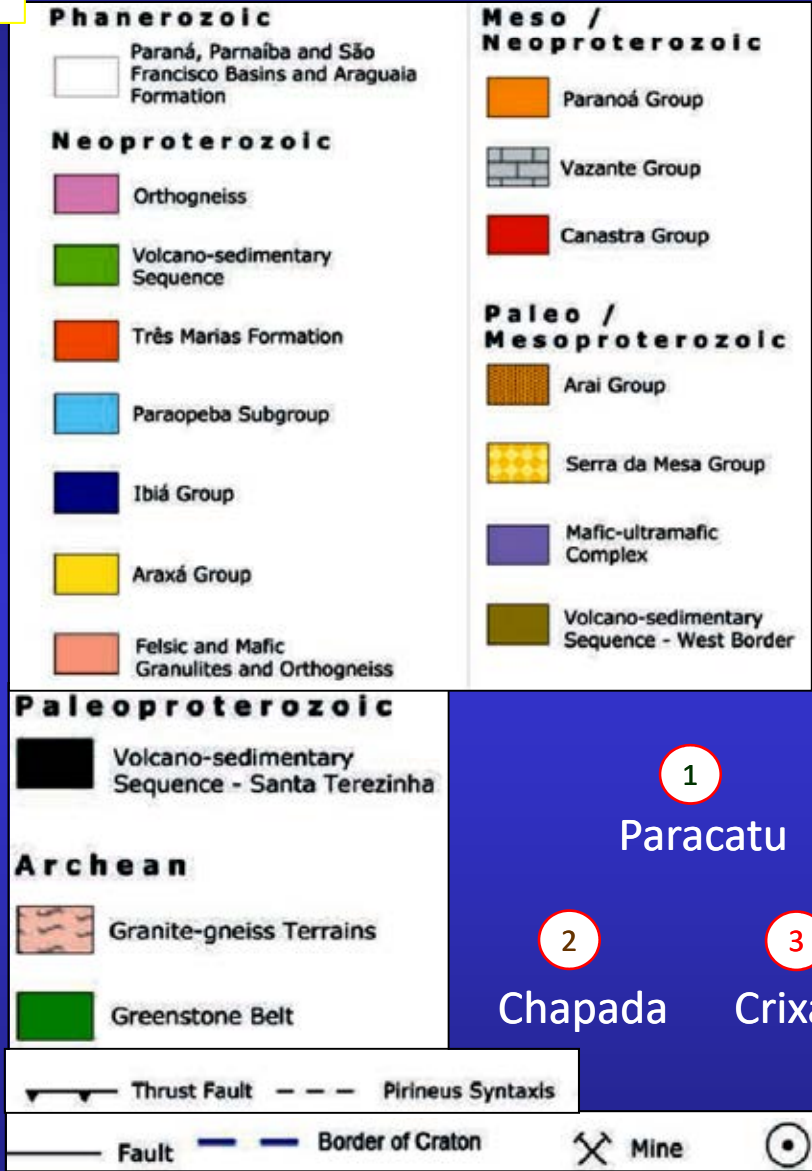 Phanerozoic
Paraná, Parnaíba and São
Francisco Basins and Araguaia
Formation
Neoproterozoic
Orthogneiss
Volcano-sedimentary
Sequence
Três Marias Formation
Paraopeba Subgroup
Ibiá Group
Araxá Group
Felsic and Mafic
Granulites and Orthogneiss
Meso /
Neoproterozoic
Paranoá Group
Vazante Group
Canastra Group
Paleo /
Mesoproterozoic
Arai Group
Serra da Mesa Group
Mafic-ultramafic
Complex
Volcano-sedimentary
Sequence - West Border
Paleoproterozoic
Volcano-sedimentary
Sequence - Santa Terezinha
Archean
Granite-gneiss Terrains
Greenstone Belt
1
Paracatu
2
Chapada
3
Thrust Fault
Pirineus Syntaxis
Fault
Border of Craton
Mine